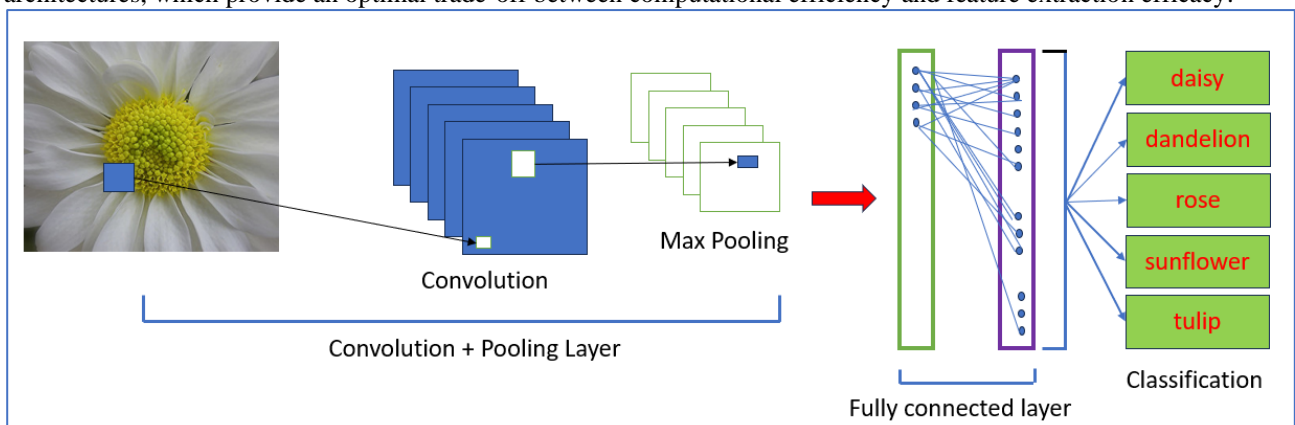 architectures, which provide an optimal trade-off between computational efficiency and feature extraction efficacy.
Convolution
Max Pooling
Convolution + Pooling Layer
Fully connected layer
daisy
dandelion
rose
sunflower
tulip
Classification